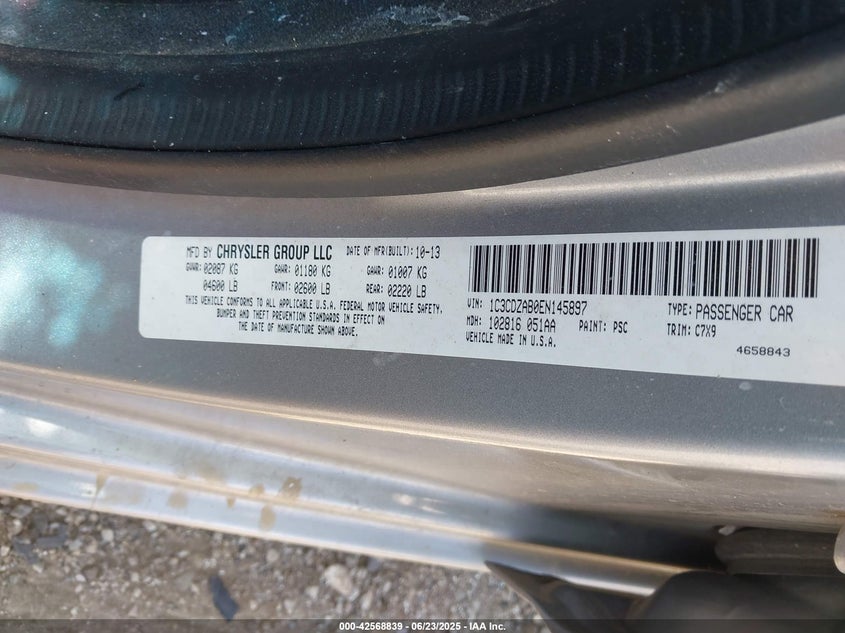 MFD BY CHRYSLER GROUP LLC DATE OF MFR(BUILT): 10-13
GVWR: 02087 KG GAWR: 01180 KG GAWR: 01007 KG
04600 LB FRONT: 02600 LB REAR: 02220 LB
THIS VEHICLE CONFORMS TO ALL APPLICABLE U.S.A. FEDERAL MOTOR VEHICLE SAFETY,
BUMPER AND THEFT PREVENTION STANDARDS IN EFFECT ON
THE DATE OF MANUFACTURE SHOWN ABOVE.
VIN: 1C3CDZAB0EN145897 TYPE: PASSENGER CAR
MDH: 102816 051AA PAINT: PSC TRIM: C7X9
VEHICLE MADE IN U.S.A.
4658843
000-42568839 | 06/23/2025 - IAA Inc.